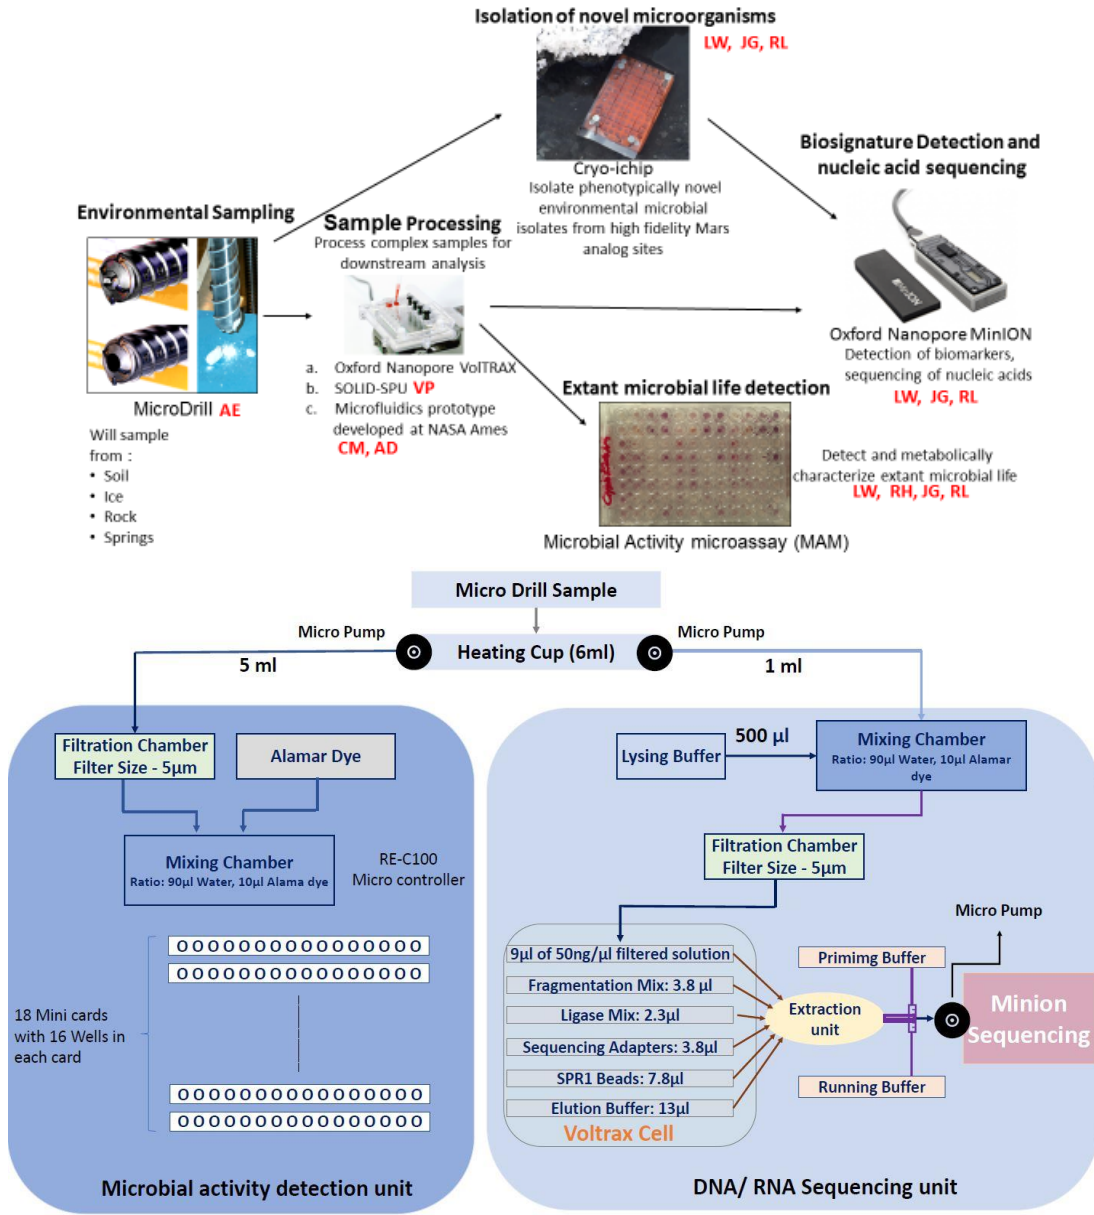 Isolation of novel microorganisms
LW, JG, RL
Cryo-ichip
Isolate phenotypically novel
environmental microbial
isolates from high fidelity Mars
analog sites
Biosignature Detection and
nucleic acid sequencing
Oxford Nanopore MinION
Detection of biomarkers,
sequencing of nucleic acids
LW, JG, RL
Environmental Sampling
MicroDrill AE
Will sample
from :
• Soil
• Ice
• Rock
• Springs
Sample Processing
Process complex samples for
downstream analysis
a. Oxford Nanopore VolTRAX
b. SOLID-SPU VP
c. Microfluidics prototype
developed at NASA Ames
CM, AD
Extant microbial life detection
Detect and metabolically
characterize extant microbial life
LW, RH, JG, RL
Microbial Activity microassay (MAM)
Micro Drill Sample
Micro Pump
Heating Cup (6ml)
Micro Pump
5 ml
1 ml
Filtration Chamber
Filter Size - 5µm
Alamar Dye
Mixing Chamber
Ratio: 90µl Water, 10µl Alama dye
RE-C100
Micro controller
O O O O O O O O O O O O O O O O
O O O O O O O O O O O O O O O O
18 Mini cards
with 16 Wells in
each card
O O O O O O O O O O O O O O O O
O O O O O O O O O O O O O O O O
Microbial activity detection unit
Lysing Buffer
500 µl
Mixing Chamber
Ratio: 90µl Water, 10µl Alamar
dye
Filtration Chamber
Filter Size - 5µm
9µl of 50ng/µl filtered solution
Fragmentation Mix: 3.8 µl
Ligase Mix: 2.3µl
Sequencing Adapters: 3.8µl
SPR1 Beads: 7.8µl
Elution Buffer: 13µl
Voltrax Cell
Extraction
unit
Primimg Buffer
Running Buffer
Micro Pump
Minion
Sequencing
DNA/ RNA Sequencing unit